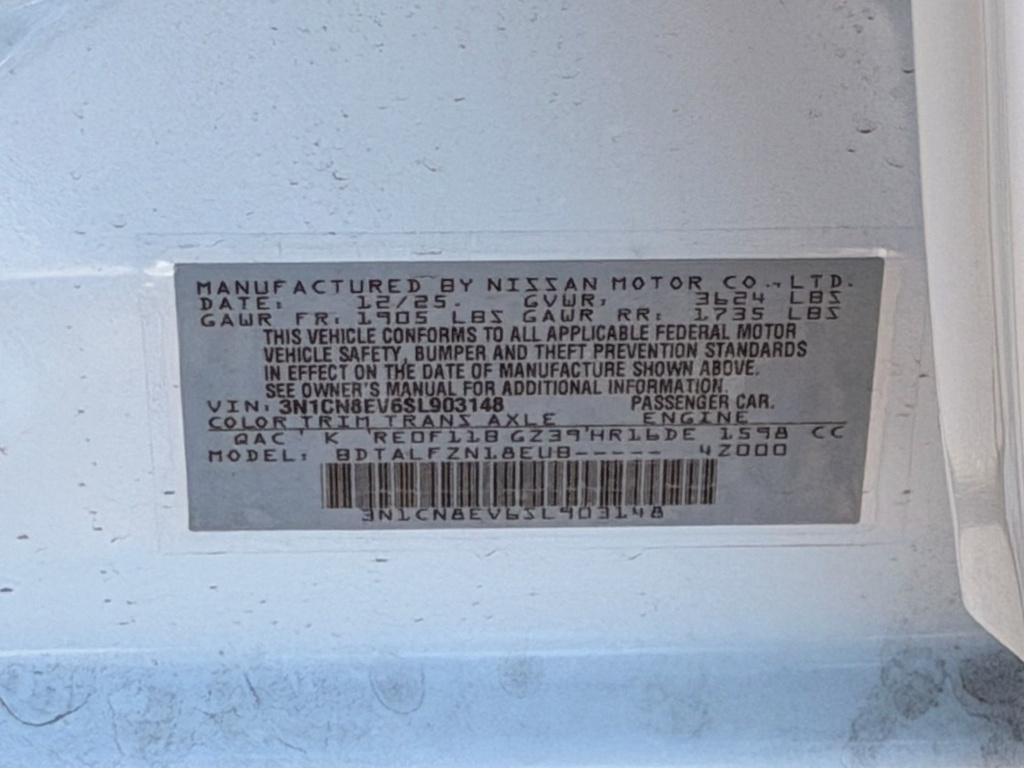 MANUFACTURED BY NISSAN MOTOR CO., LTD.
DATE: 12/25. GVWR: 3624 LBS
GAWR FR: 1905 LBS GAWR RR: 1735 LBS
THIS VEHICLE CONFORMS TO ALL APPLICABLE FEDERAL MOTOR
VEHICLE SAFETY, BUMPER AND THEFT PREVENTION STANDARDS
IN EFFECT ON THE DATE OF MANUFACTURE SHOWN ABOVE.
SEE OWNER'S MANUAL FOR ADDITIONAL INFORMATION.
VIN: 3N1CN8EV6SL903148 PASSENGER CAR.
COLOR TRIM TRANS AXLE ENGINE
QAC K RE0F11B GZ39 HR16DE 1598 CC
MODEL: BDTALFZN18EUB----- 4Z000
3N1CN8EV6SL903148